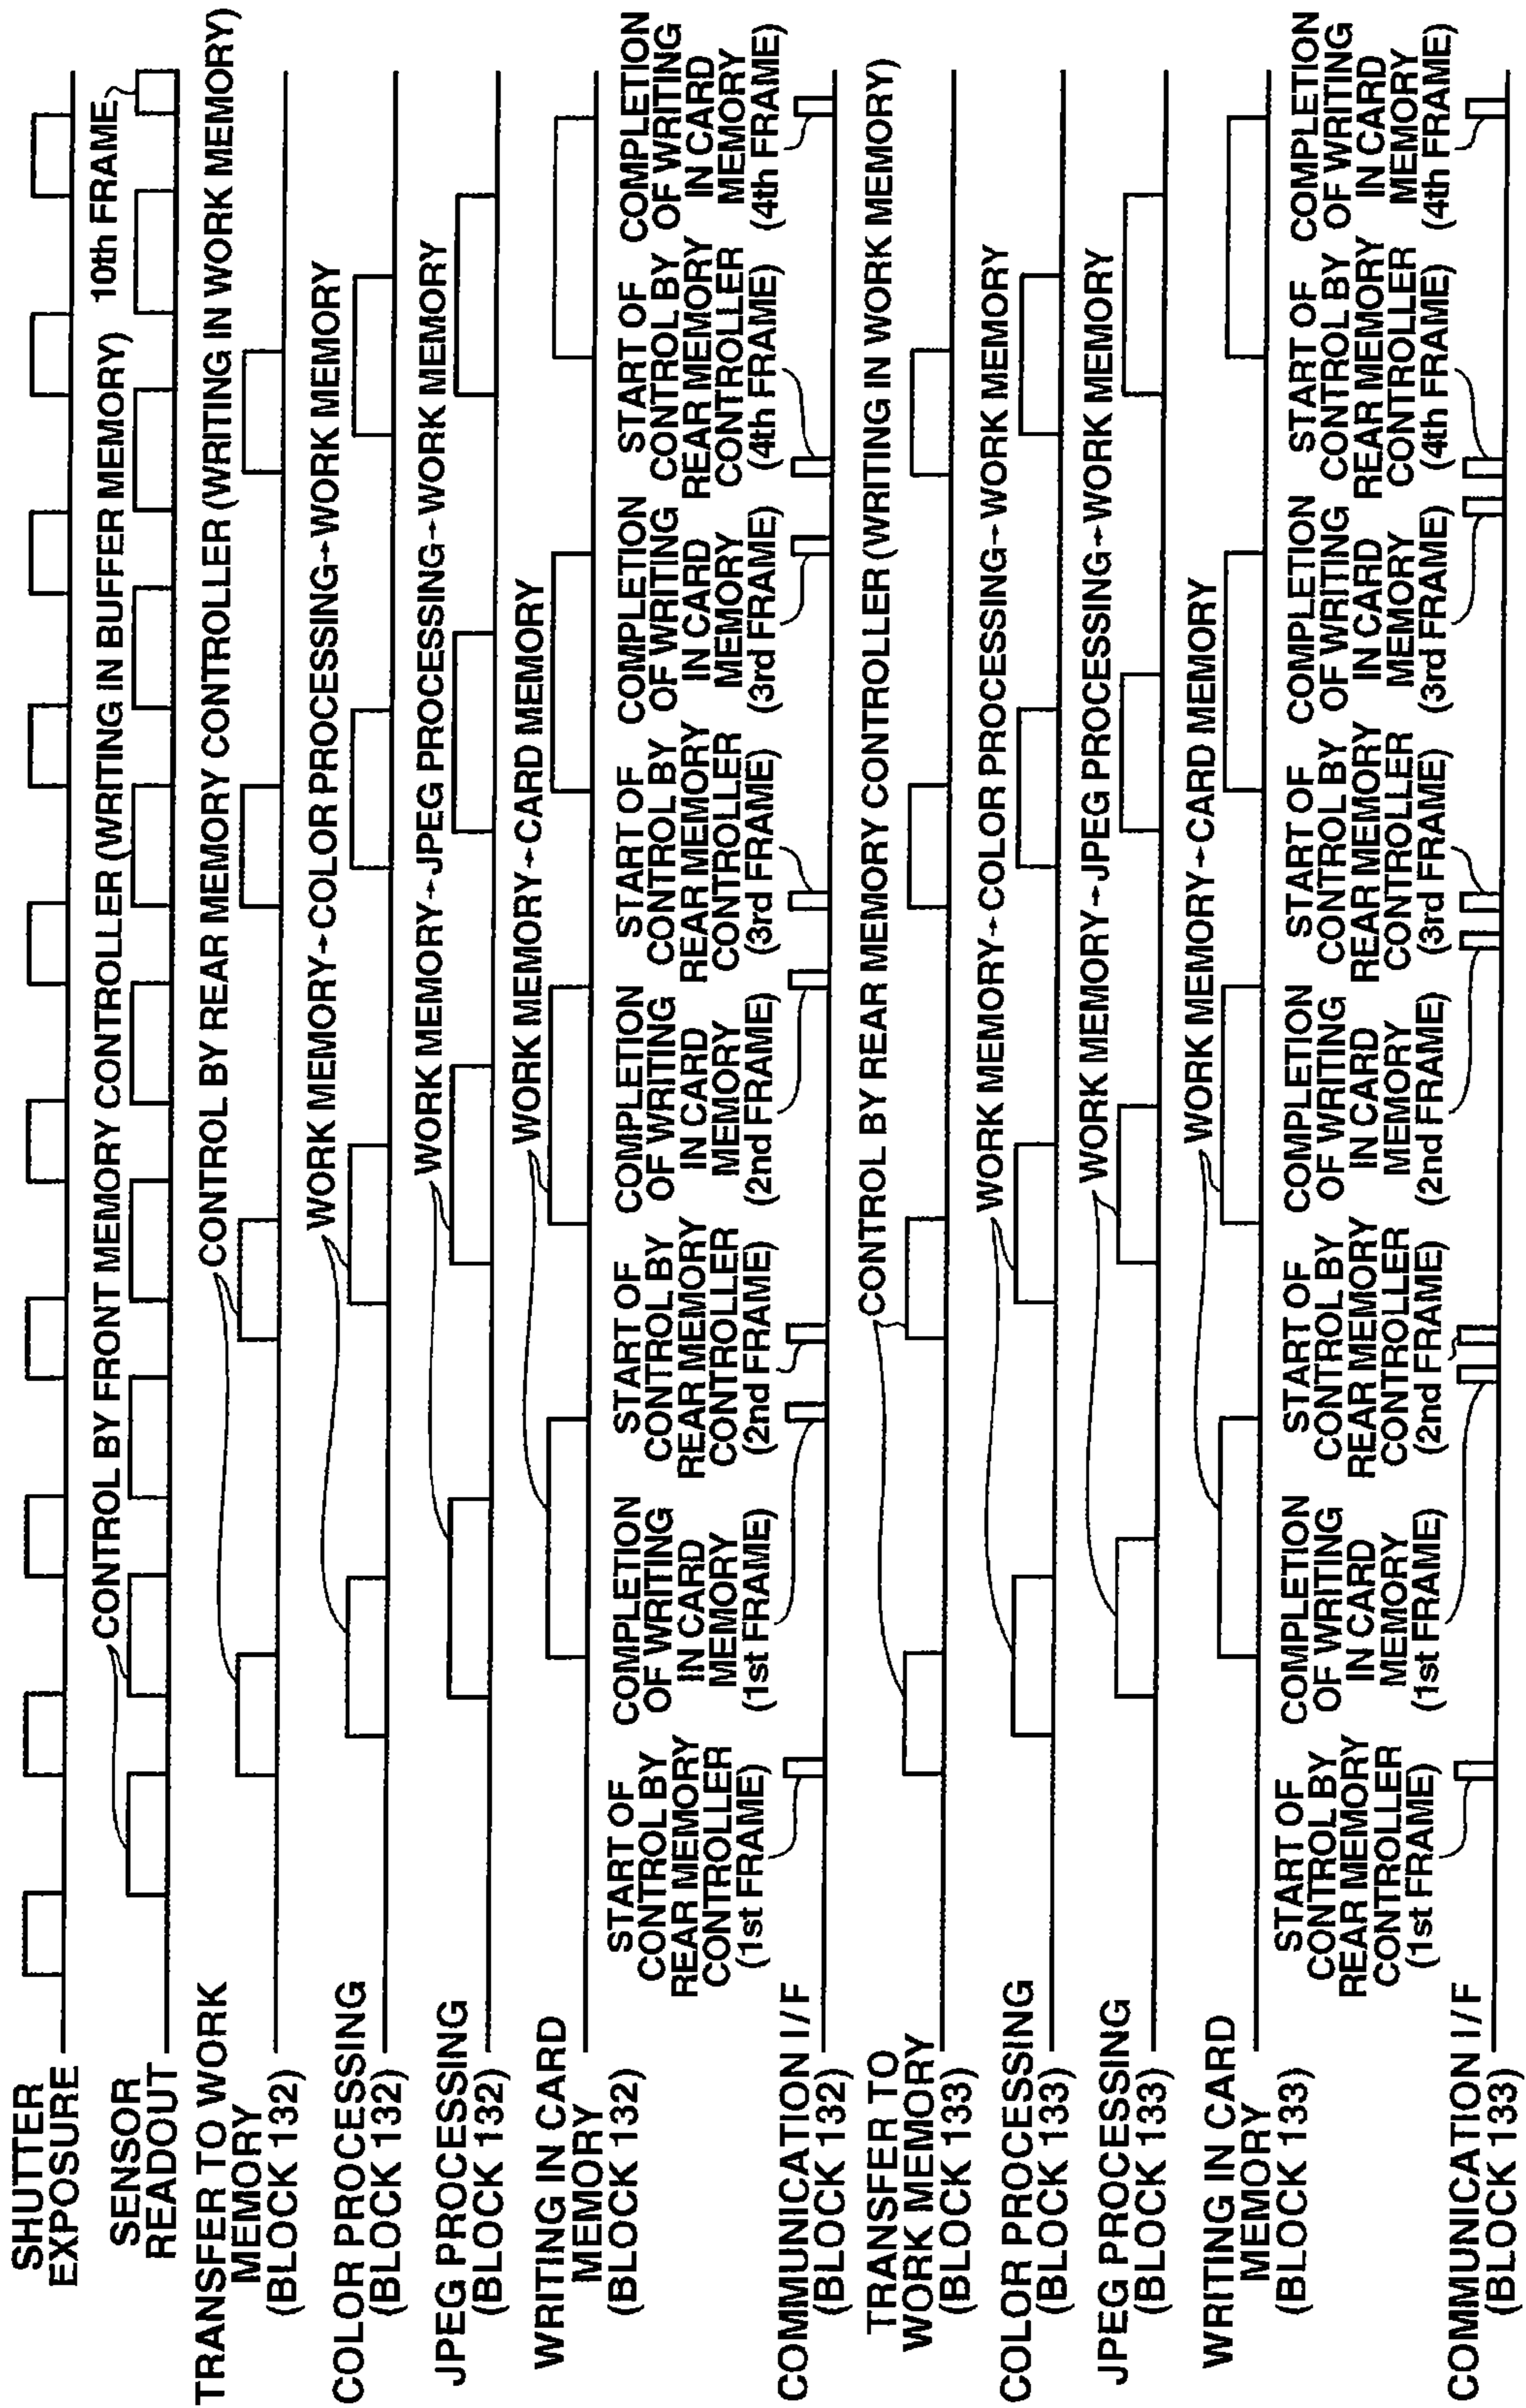 SHUTTER
EXPOSURE
SENSOR
READOUT
CONTROL BY FRONT MEMORY CONTROLLER (WRITING IN BUFFER MEMORY)
10th FRAME
TRANSFER TO WORK
MEMORY
(BLOCK 132)
CONTROL BY REAR MEMORY CONTROLLER (WRITING IN WORK MEMORY)
COLOR PROCESSING
(BLOCK 132)
WORK MEMORY→COLOR PROCESSING→WORK MEMORY
JPEG PROCESSING
(BLOCK 132)
WORK MEMORY→JPEG PROCESSING→WORK MEMORY
WRITING IN CARD
MEMORY
(BLOCK 132)
WORK MEMORY→CARD MEMORY
START OF
CONTROL BY
REAR MEMORY
CONTROLLER
(1st FRAME)
COMPLETION
OF WRITING
IN CARD
MEMORY
(1st FRAME)
START OF
CONTROL BY
REAR MEMORY
CONTROLLER
(2nd FRAME)
COMPLETION
OF WRITING
IN CARD
MEMORY
(2nd FRAME)
START OF
CONTROL BY
REAR MEMORY
CONTROLLER
(3rd FRAME)
COMPLETION
OF WRITING
IN CARD
MEMORY
(3rd FRAME)
START OF
CONTROL BY
REAR MEMORY
CONTROLLER
(4th FRAME)
COMPLETION
OF WRITING
IN CARD
MEMORY
(4th FRAME)
COMMUNICATION I/F
(BLOCK 132)
TRANSFER TO
WORK MEMORY
(BLOCK 133)
CONTROL BY REAR MEMORY CONTROLLER (WRITING IN WORK MEMORY)
COLOR PROCESSING
(BLOCK 133)
WORK MEMORY→COLOR PROCESSING→WORK MEMORY
JPEG PROCESSING
(BLOCK 133)
WORK MEMORY→JPEG PROCESSING→WORK MEMORY
WRITING IN CARD
MEMORY
(BLOCK 133)
WORK MEMORY→CARD MEMORY
START OF
CONTROL BY
REAR MEMORY
CONTROLLER
(1st FRAME)
COMPLETION
OF WRITING
IN CARD
MEMORY
(1st FRAME)
START OF
CONTROL BY
REAR MEMORY
CONTROLLER
(2nd FRAME)
COMPLETION
OF WRITING
IN CARD
MEMORY
(2nd FRAME)
START OF
CONTROL BY
REAR MEMORY
CONTROLLER
(3rd FRAME)
COMPLETION
OF WRITING
IN CARD
MEMORY
(3rd FRAME)
START OF
CONTROL BY
REAR MEMORY
CONTROLLER
(4th FRAME)
COMPLETION
OF WRITING
IN CARD
MEMORY
(4th FRAME)
COMMUNICATION I/F
(BLOCK 133)